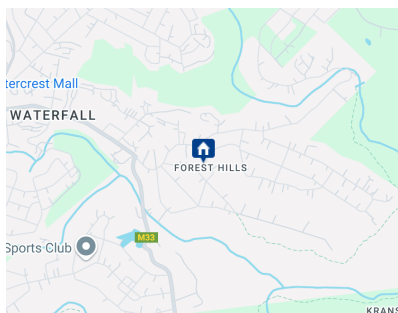 tercrest Mall
WATERFALL
FOREST HILLS
M33
Sports Club
KRANS